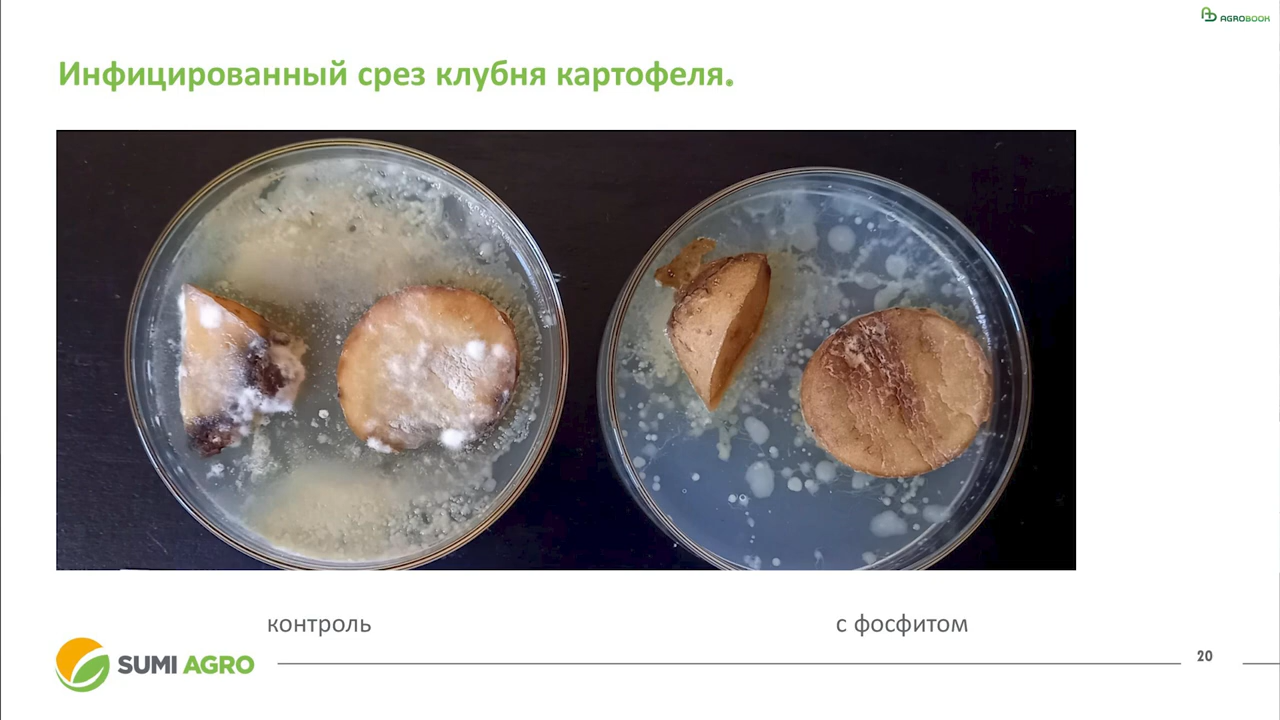 AGROBOOK
Инфицированный срез клубня картофеля.
контроль
с фосфитом
SUMI AGRO
20